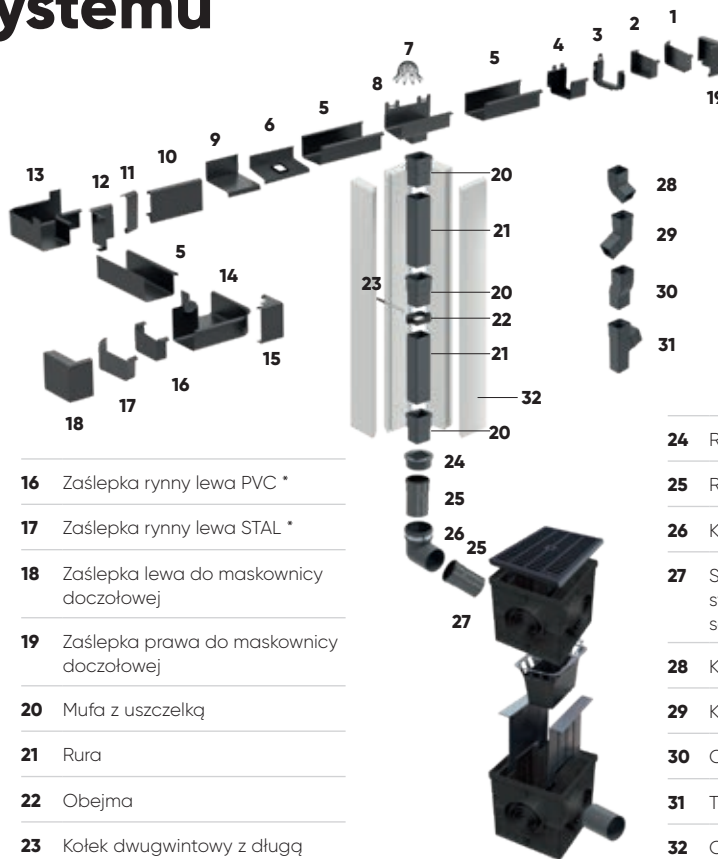 ystemu
1
2
3
4
5
7
8
19
5
6
9
10
11
12
13
5
14
15
16
17
18
20
21
23
20
22
21
32
20
24
25
26
25
27
28
29
30
31
16 Zaślepka rynny lewa PVC *
17 Zaślepka rynny lewa STAL *
18 Zaślepka lewa do maskownicy
doczołowej
19 Zaślepka prawa do maskownicy
doczołowej
20 Mufa z uszczelką
21 Rura
22 Obejma
23 Kołek dwugwintowy z długą
24 R
25 R
26 K
27 S
s
s
28 K
29 K
30
31 T
32